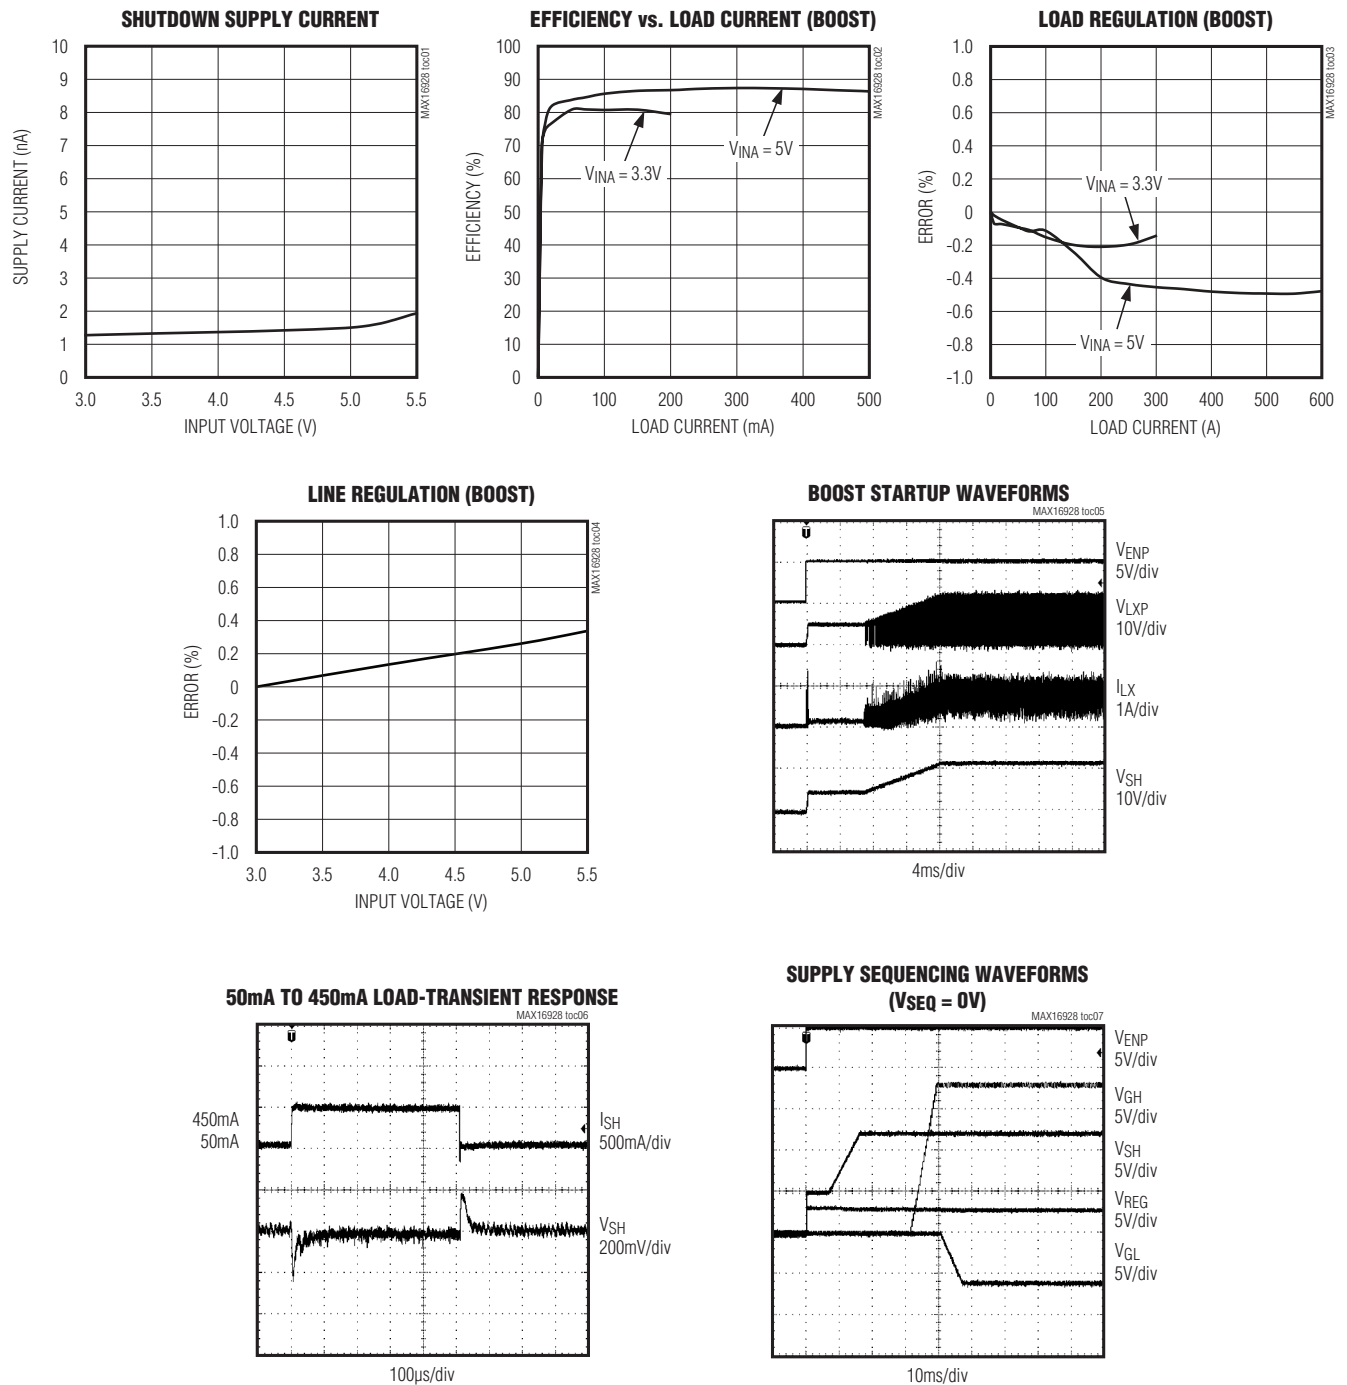 SHUTDOWN SUPPLY CURRENT
MAX16928 toc01
SUPPLY CURRENT (nA)
10
9
8
7
6
5
4
3
2
1
0
3.0 3.5 4.0 4.5 5.0 5.5
INPUT VOLTAGE (V)
EFFICIENCY vs. LOAD CURRENT (BOOST)
MAX16928 toc02
EFFICIENCY (%)
100
90
80
70
60
50
40
30
20
10
0
VINA = 5V
VINA = 3.3V
0 100 200 300 400 500
LOAD CURRENT (mA)
LOAD REGULATION (BOOST)
MAX16928 toc03
ERROR (%)
1.0
0.8
0.6
0.4
0.2
0
-0.2
-0.4
-0.6
-0.8
-1.0
VINA = 3.3V
VINA = 5V
0 100 200 300 400 500 600
LOAD CURRENT (A)
LINE REGULATION (BOOST)
MAX16928 toc04
ERROR (%)
1.0
0.8
0.6
0.4
0.2
0
-0.2
-0.4
-0.6
-0.8
-1.0
3.0 3.5 4.0 4.5 5.0 5.5
INPUT VOLTAGE (V)
BOOST STARTUP WAVEFORMS
MAX16928 toc05
T
VENP
5V/div
VLXP
10V/div
ILX
1A/div
VSH
10V/div
4ms/div
50mA TO 450mA LOAD-TRANSIENT RESPONSE
MAX16928 toc06
T
450mA
50mA
ISH
500mA/div
VSH
200mV/div
100µs/div
SUPPLY SEQUENCING WAVEFORMS
(VSEQ = 0V)
MAX16928 toc07
T
VENP
5V/div
VGH
5V/div
VSH
5V/div
VREG
5V/div
VGL
5V/div
10ms/div